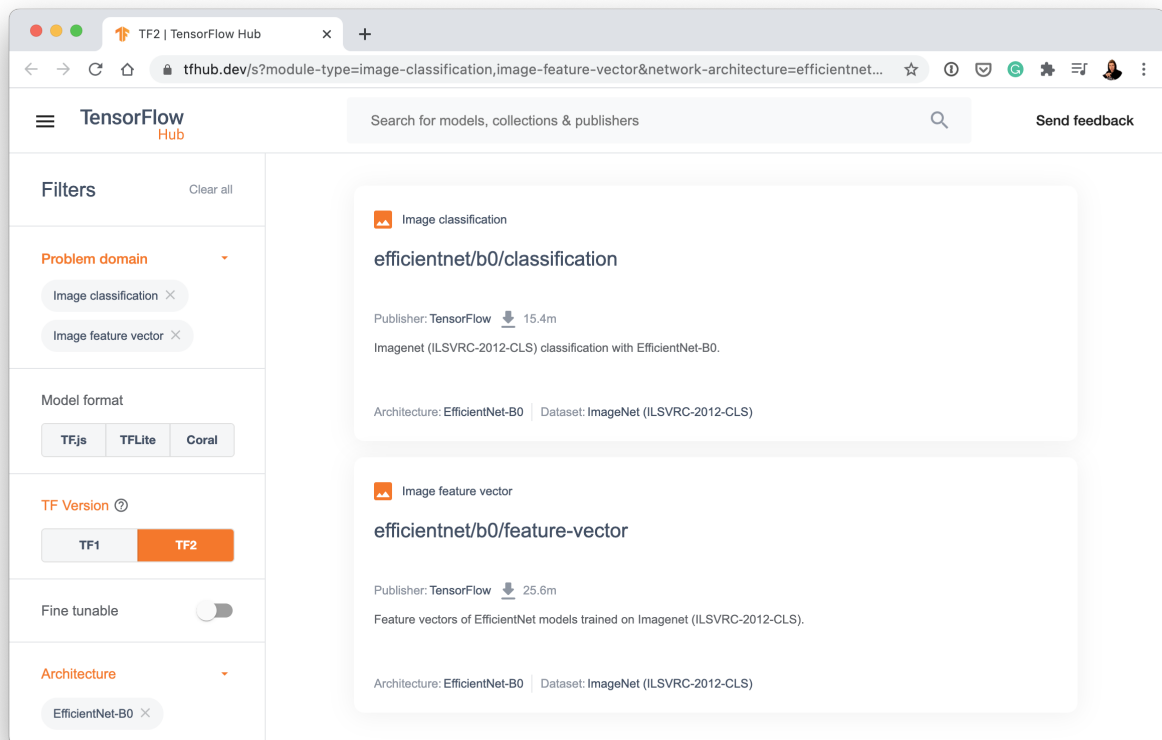 TF2 | TensorFlow Hub
tfhub.dev/s?module-type=image-classification,image-feature-vector&network-architecture=efficientnet...
TensorFlow
Hub
Search for models, collections & publishers
Send feedback
Filters
Clear all
Problem domain
Image classification
Image feature vector
Model format
TF.js
TFLite
Coral
TF Version
TF1
TF2
Fine tunable
Architecture
EfficientNet-B0
Image classification
efficientnet/b0/classification
Publisher: TensorFlow 15.4m
Imagenet (ILSVRC-2012-CLS) classification with EfficientNet-B0.
Architecture: EfficientNet-B0 Dataset: ImageNet (ILSVRC-2012-CLS)
Image feature vector
efficientnet/b0/feature-vector
Publisher: TensorFlow 25.6m
Feature vectors of EfficientNet models trained on Imagenet (ILSVRC-2012-CLS).
Architecture: EfficientNet-B0 Dataset: ImageNet (ILSVRC-2012-CLS)